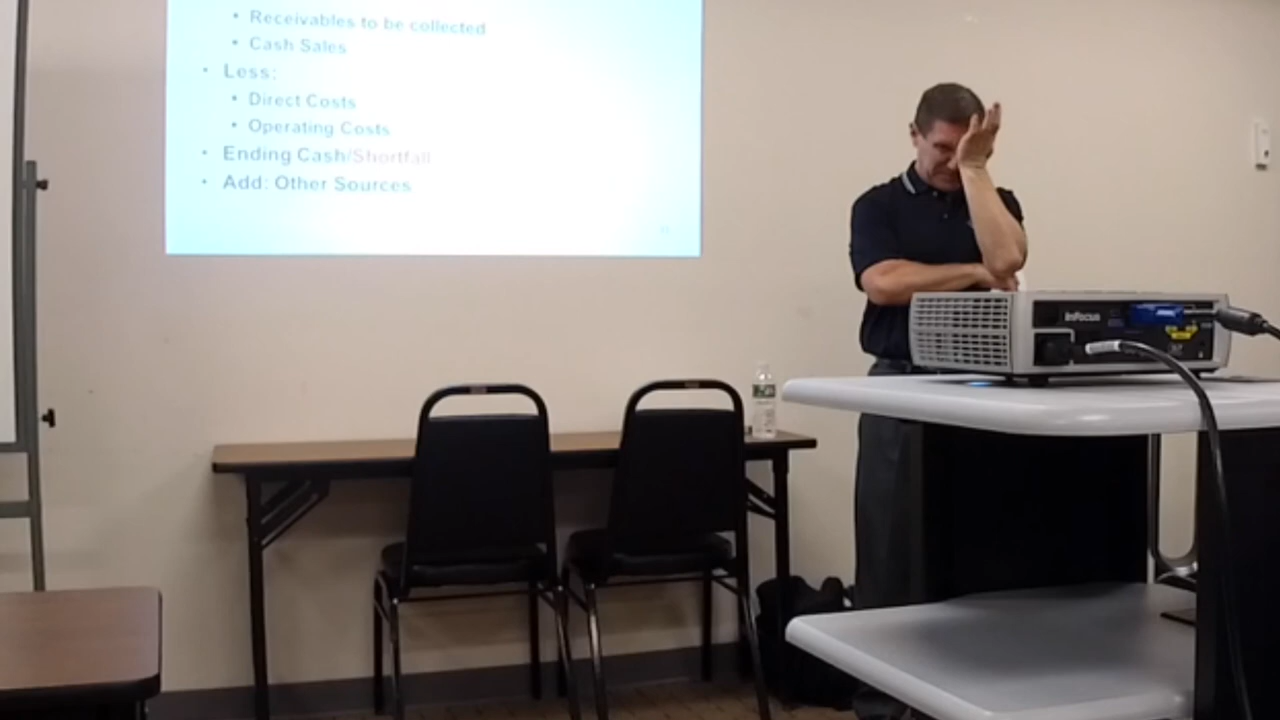 Receivables to be collected
Cash Sales
Less:
Direct Costs
Operating Costs
Ending Cash/Shortfall
Add: Other Sources
InFocus